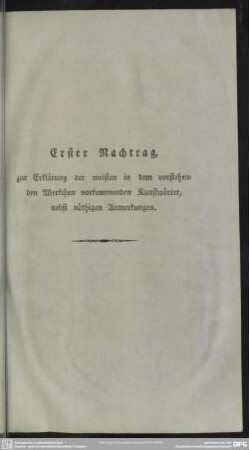 Erster Nachtrag,
zur Erklärung der meisten in dem vorstehen-
den Werkchen vorkommenden Kunstwörter,
nebst nöthigen Anmerkungen.